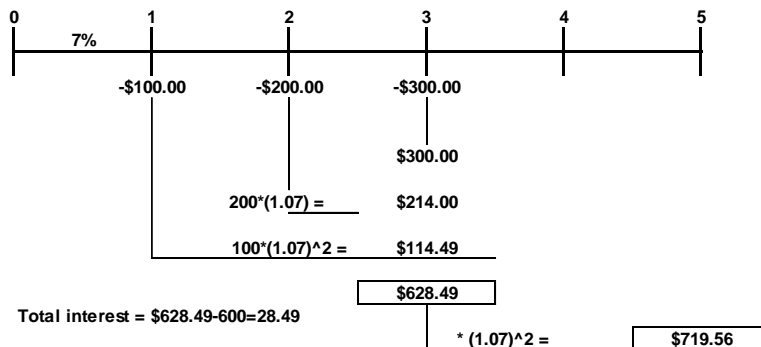 0 1 2 3 4 5
7%
-$100.00 -$200.00 -$300.00
$300.00
200*(1.07) = $214.00
100*(1.07)^2 = $114.49
$628.49
Total interest = $628.49-600=28.49
* (1.07)^2 = $719.56